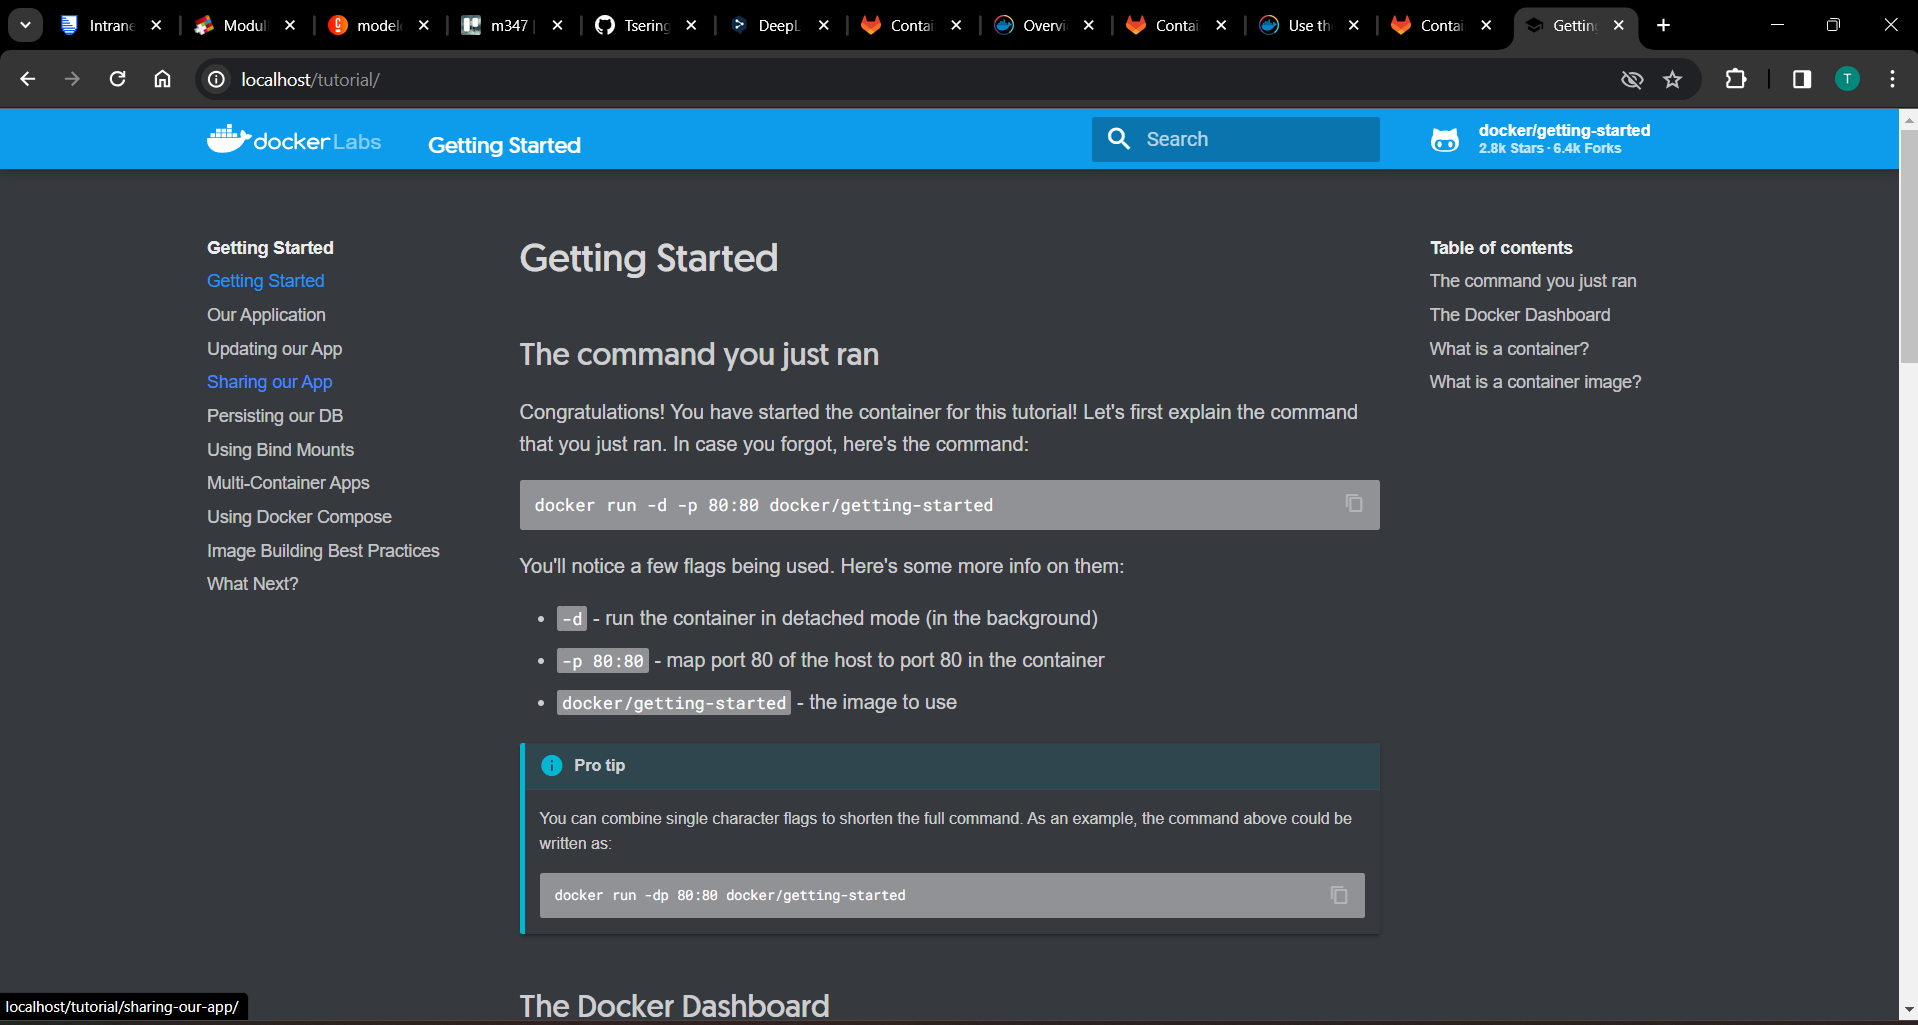 Intrane
Modul
model
m347 |
Tsering
DeepL
Contai
Overvi
Contai
Use th
Contai
Getting
localhost/tutorial/
T
dockerLabs
Getting Started
Search
docker/getting-started
2.8k Stars · 6.4k Forks
Getting Started
Getting Started
Our Application
Updating our App
Sharing our App
Persisting our DB
Using Bind Mounts
Multi-Container Apps
Using Docker Compose
Image Building Best Practices
What Next?
Getting Started
The command you just ran
Congratulations! You have started the container for this tutorial! Let's first explain the command
that you just ran. In case you forgot, here's the command:
docker run -d -p 80:80 docker/getting-started
You'll notice a few flags being used. Here's some more info on them:
• -d - run the container in detached mode (in the background)
• -p 80:80 - map port 80 of the host to port 80 in the container
• docker/getting-started - the image to use
Pro tip
You can combine single character flags to shorten the full command. As an example, the command above could be
written as:
docker run -dp 80:80 docker/getting-started
The Docker Dashboard
Table of contents
The command you just ran
The Docker Dashboard
What is a container?
What is a container image?
localhost/tutorial/sharing-our-app/